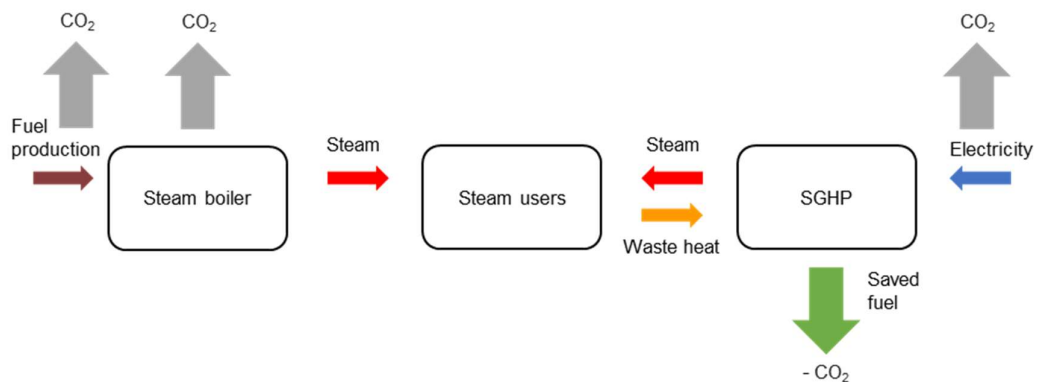 CO₂
CO₂
CO₂
Fuel
production
Steam
Steam
Electricity
Steam boiler
Steam users
SGHP
Waste heat
Saved
fuel
- CO₂